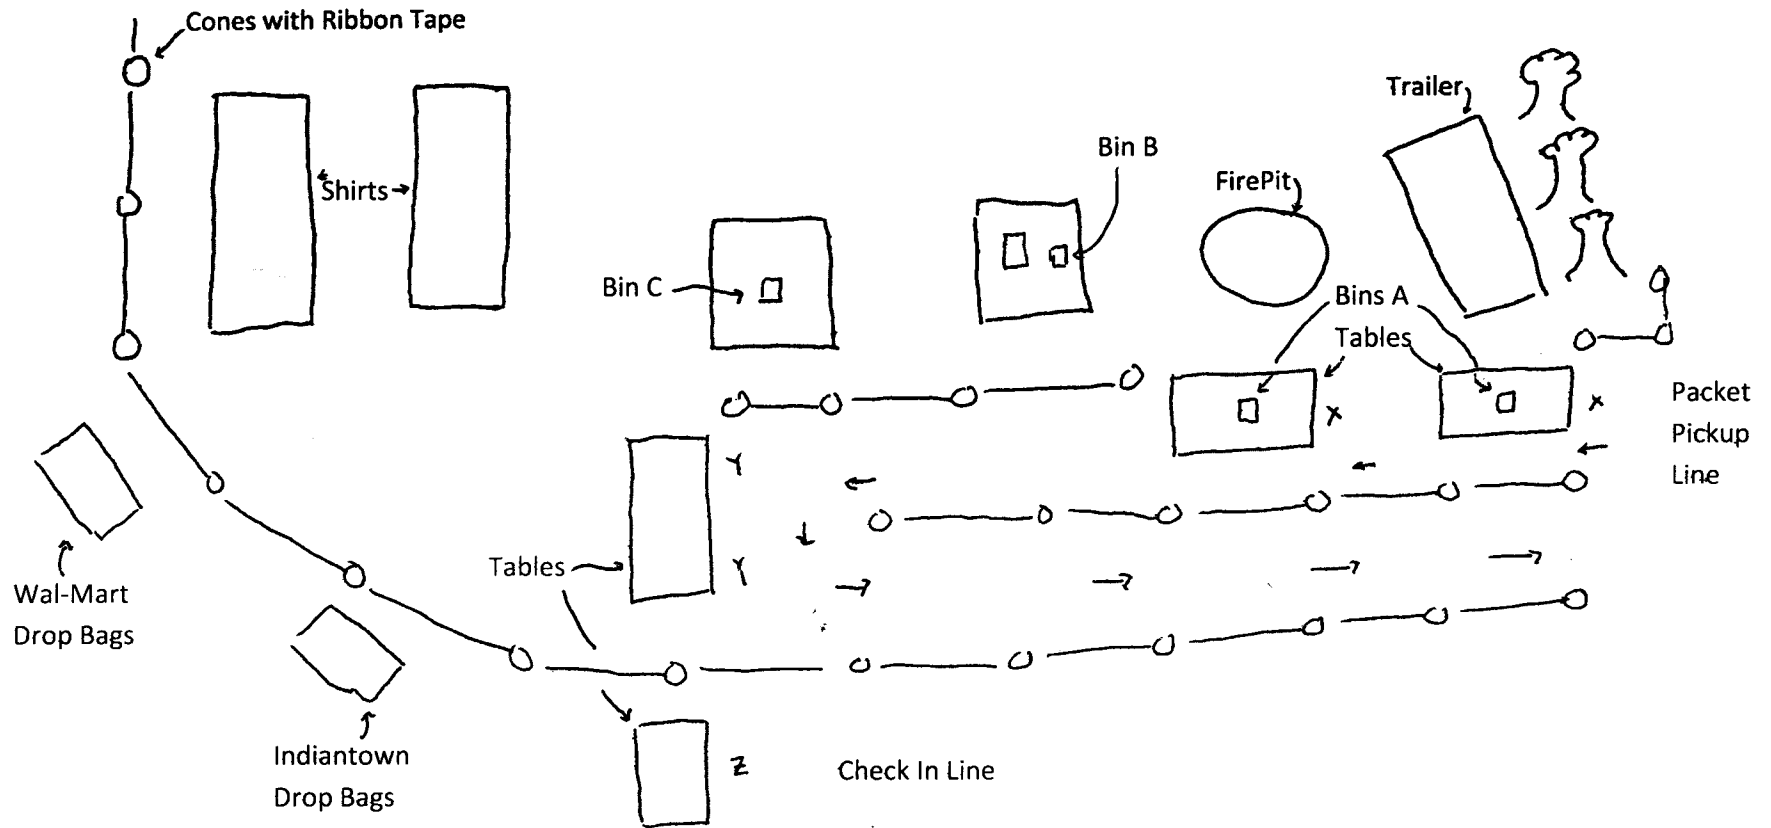 Cones with Ribbon Tape
Trailer
Bin B
FirePit
Shirts
Bin C
Bins A
Tables
X
X
Packet
Pickup
Line
Y
Tables
Y
Wal-Mart
Drop Bags
Indiantown
Drop Bags
Z
Check In Line